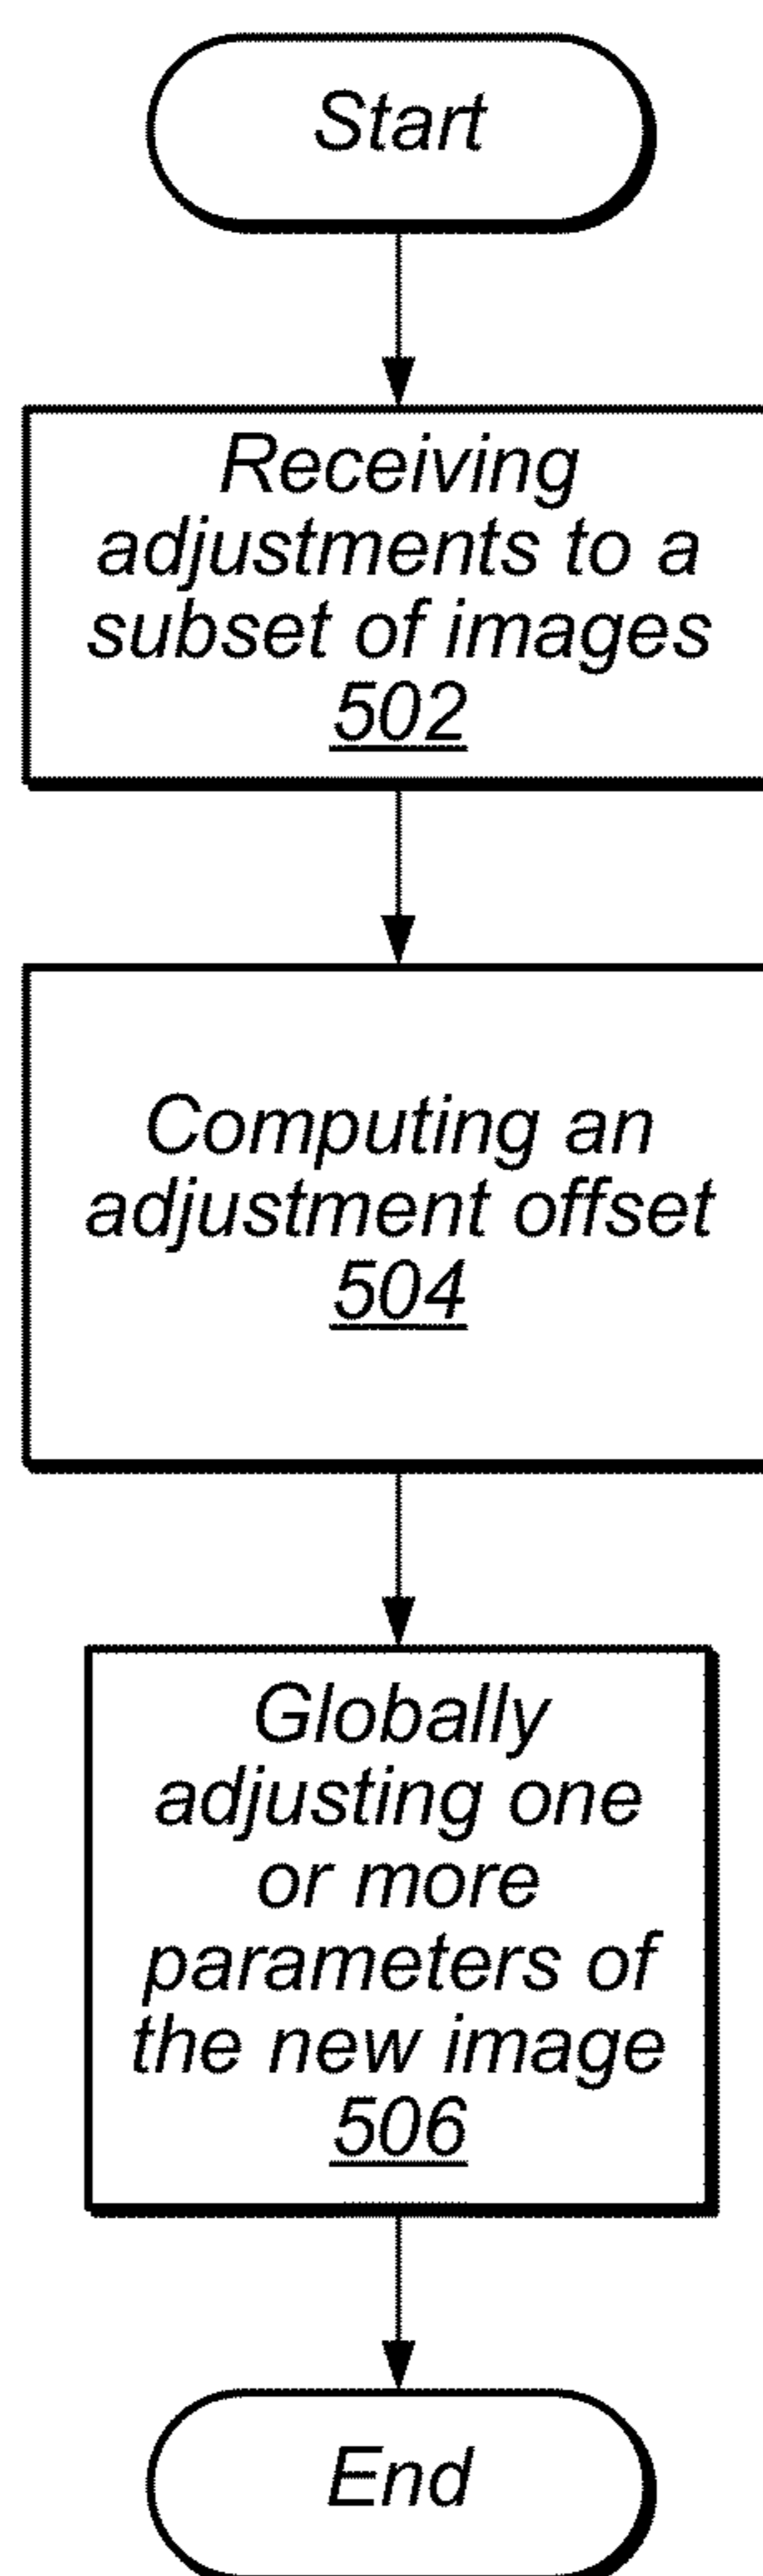 Start
Receiving
adjustments to a
subset of images
502
Computing an
adjustment offset
504
Globally
adjusting one
or more
parameters of
the new image
506
End